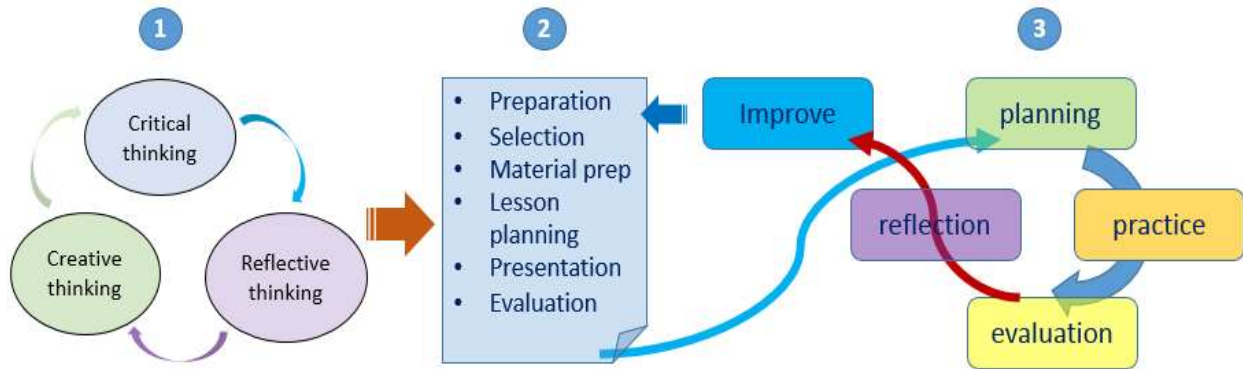 1
Critical
thinking
Creative
thinking
Reflective
thinking
2
• Preparation
• Selection
• Material prep
• Lesson
planning
• Presentation
• Evaluation
3
Improve
planning
reflection
practice
evaluation